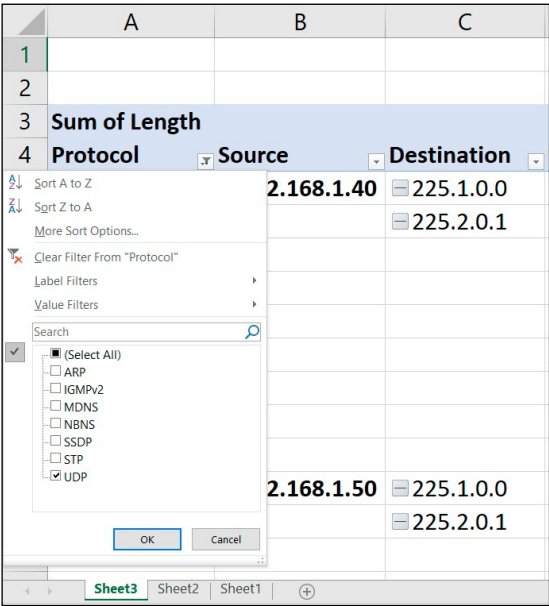 A B C
1
2
3 Sum of Length
4 Protocol Source Destination
Sort A to Z
Sort Z to A
More Sort Options...
Clear Filter From "Protocol"
Label Filters
Value Filters
Search
(Select All)
ARP
IGMPv2
MDNS
NBNS
SSDP
STP
UDP
OK Cancel
2.168.1.40 225.1.0.0
225.2.0.1
2.168.1.50 225.1.0.0
225.2.0.1
Sheet3 Sheet2 Sheet1